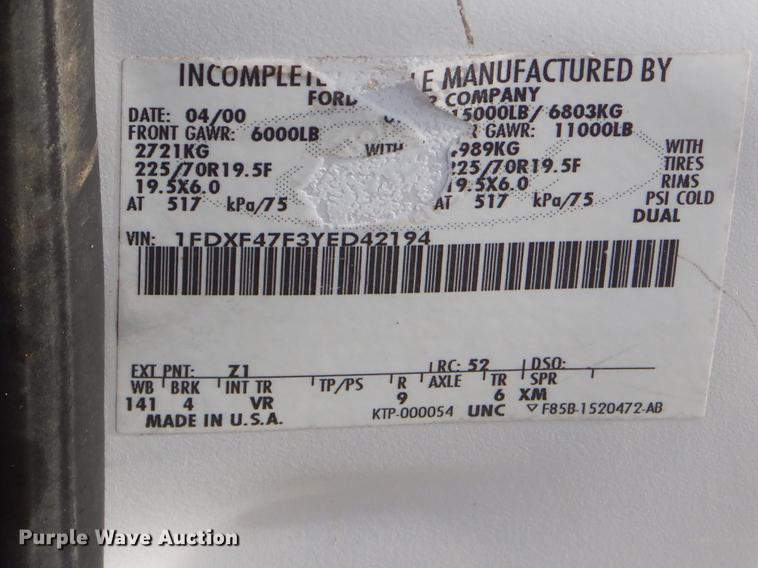 INCOMPLETE MANUFACTURED BY
FORD COMPANY
DATE: 04/00 15000LB/ 6803KG
FRONT GAWR: 6000LB GAWR: 11000LB
2721KG WITH 989KG WITH
225/70R19.5F 225/70R19.5F TIRES
19.5X6.0 19.5X6.0 RIMS
AT 517 kPa/75 AT 517 kPa/75 PSI COLD
DUAL
VIN: 1FDXF47F3YED42194
EXT PNT: Z1 RC: 52 DSO:
WB BRK INT TR TP/PS R AXLE TR SPR
141 4 VR 9 6 XM
MADE IN U.S.A. KTP-000054 UNC F85B-1520472-AB
Purple Wave Auction